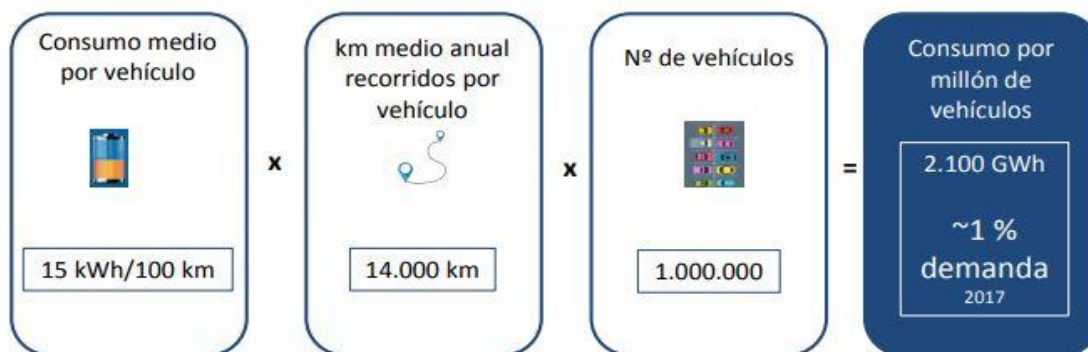 Consumo medio
por vehículo
15 kWh/100 km
x
km medio anual
recorridos por
vehículo
14.000 km
x
Nº de vehículos
1.000.000
=
Consumo por
millón de
vehículos
2.100 GWh
~1 %
demanda
2017